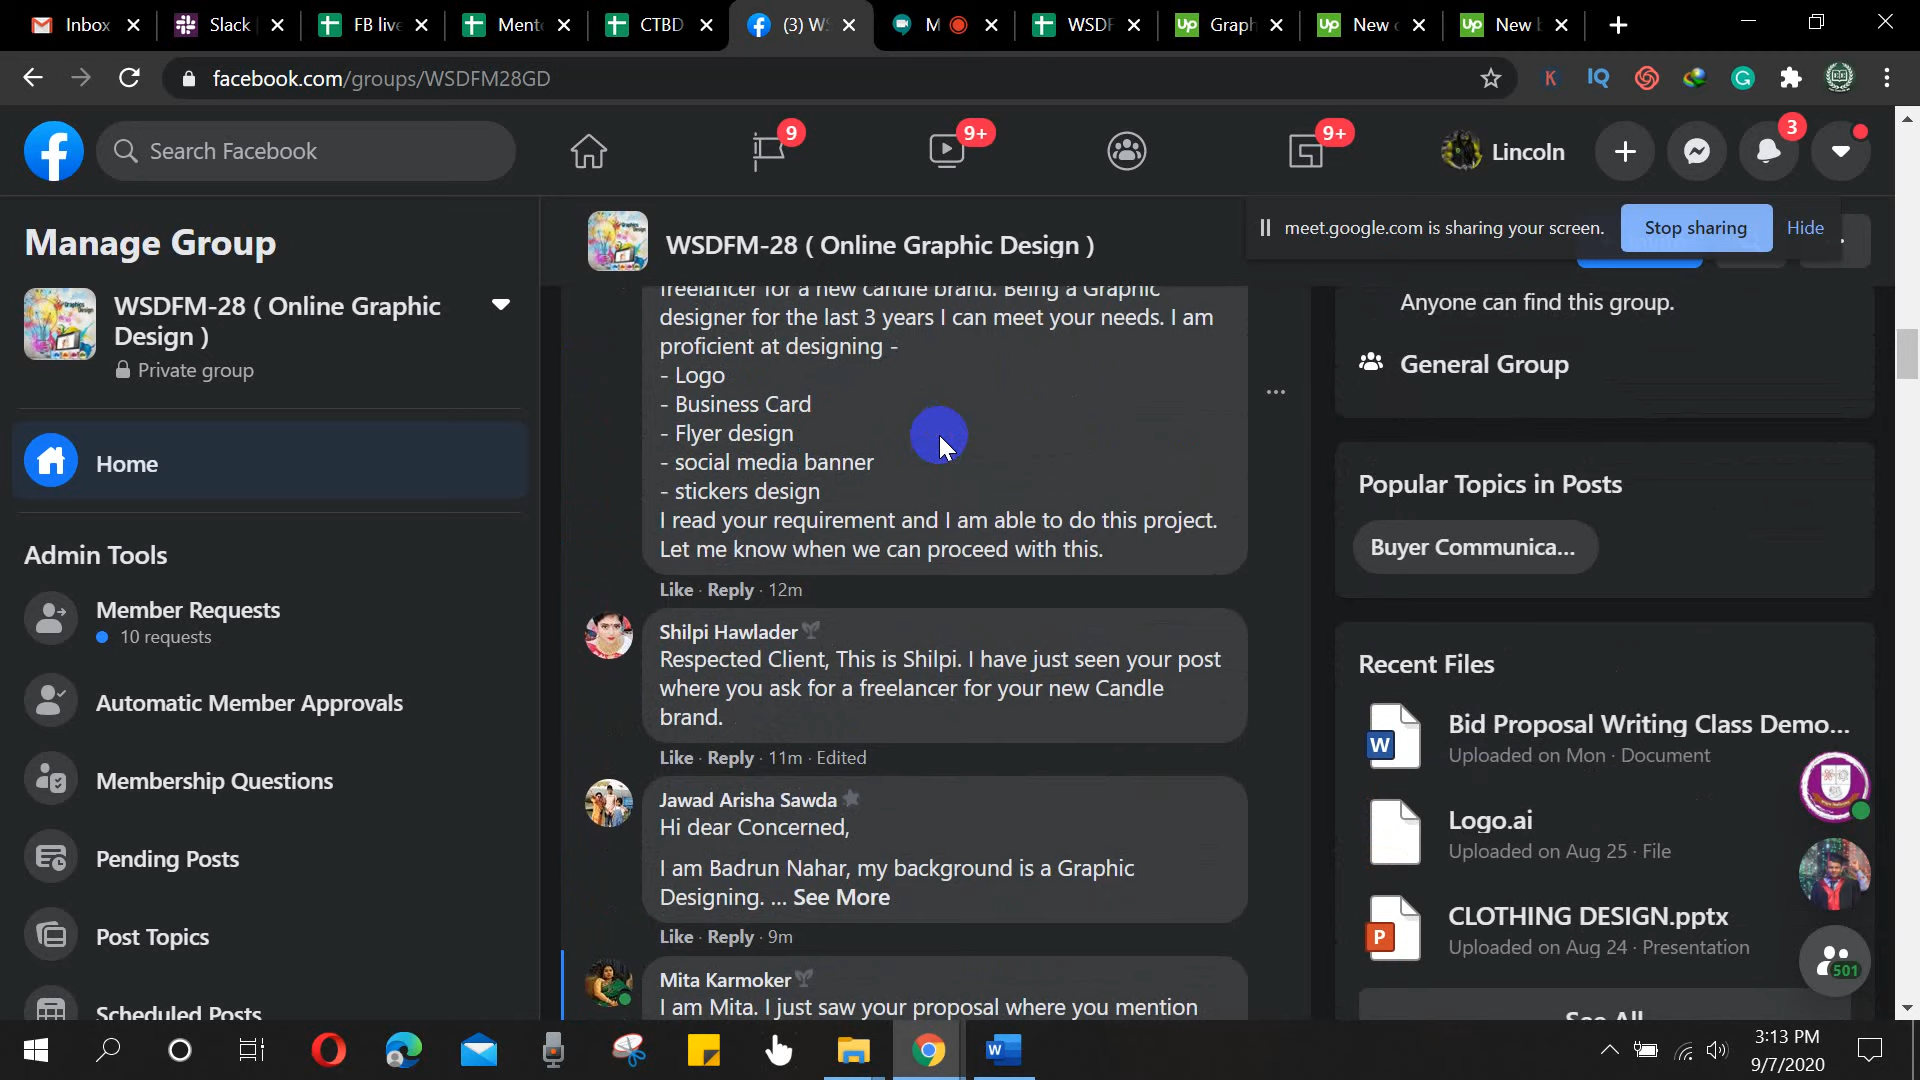 Inbox
Slack
FB live
Ment
CTBD
(3) WS
M
WSDF
Graph
New
New
facebook.com/groups/WSDFM28GD
K
IQ
Search Facebook
9
9+
9+
Lincoln
3
Manage Group
WSDFM-28 ( Online Graphic Design )
Private group
Home
Admin Tools
Member Requests
10 requests
Automatic Member Approvals
Membership Questions
Pending Posts
Post Topics
Scheduled Posts
WSDFM-28 ( Online Graphic Design )
meet.google.com is sharing your screen.
Stop sharing
Hide
freelancer for a new candle brand. Being a Graphic
designer for the last 3 years I can meet your needs. I am
proficient at designing -
- Logo
- Business Card
- Flyer design
- social media banner
- stickers design
I read your requirement and I am able to do this project.
Let me know when we can proceed with this.
Like · Reply · 12m
Shilpi Hawlader
Respected Client, This is Shilpi. I have just seen your post
where you ask for a freelancer for your new Candle
brand.
Like · Reply · 11m · Edited
Jawad Arisha Sawda
Hi dear Concerned,
I am Badrun Nahar, my background is a Graphic
Designing. ... See More
Like · Reply · 9m
Mita Karmoker
I am Mita. I just saw your proposal where you mention
Anyone can find this group.
General Group
Popular Topics in Posts
Buyer Communica...
Recent Files
Bid Proposal Writing Class Demo...
Uploaded on Mon · Document
Logo.ai
Uploaded on Aug 25 · File
CLOTHING DESIGN.pptx
Uploaded on Aug 24 · Presentation
See All
501
3:13 PM
9/7/2020